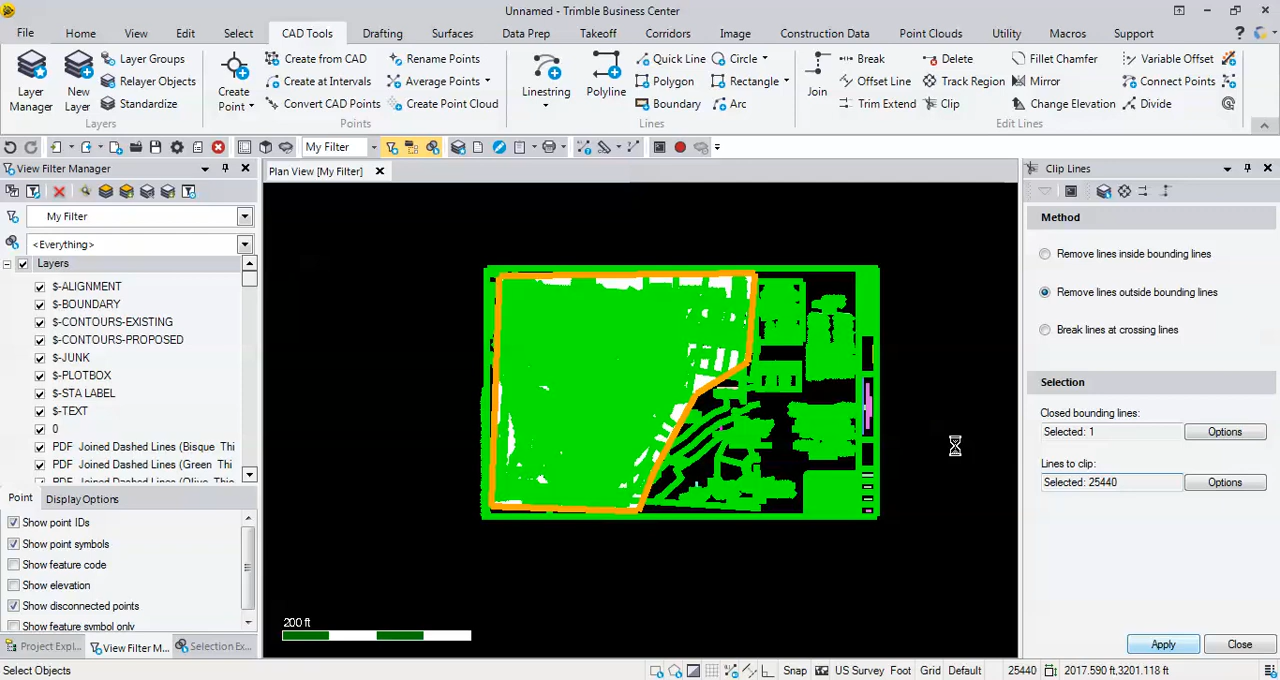 Unnamed - Trimble Business Center
File Home View Edit Select CAD Tools Drafting Surfaces Data Prep Takeoff Corridors Image Construction Data Point Clouds Utility Macros Support
Layer Manager
New Layer
Layer Groups
Relayer Objects
Standardize
Layers
Create Point
Create from CAD
Create at Intervals
Convert CAD Points
Rename Points
Average Points
Create Point Cloud
Points
Linestring
Polyline
Quick Line
Polygon
Boundary
Circle
Rectangle
Arc
Lines
Join
Break
Offset Line
Trim Extend
Delete
Track Region
Clip
Fillet Chamfer
Mirror
Change Elevation
Variable Offset
Connect Points
Divide
Edit Lines
My Filter
View Filter Manager
My Filter
<Everything>
Layers
$-ALIGNMENT
$-BOUNDARY
$-CONTOURS-EXISTING
$-CONTOURS-PROPOSED
$-JUNK
$-PLOTBOX
$-STA LABEL
$-TEXT
0
PDF Joined Dashed Lines (Bisque Thi
PDF Joined Dashed Lines (Green Thi
Point Display Options
Show point IDs
Show point symbols
Show feature code
Show elevation
Show disconnected points
Show feature symbol only
Project Expl...
View Filter M...
Selection Ex...
Plan View [My Filter]
200 ft
Clip Lines
Method
Remove lines inside bounding lines
Remove lines outside bounding lines
Break lines at crossing lines
Selection
Closed bounding lines:
Selected: 1 Options
Lines to clip:
Selected: 25440 Options
Apply Close
Select Objects
Snap US Survey Foot Grid Default 25440 2017.590 ft,3201.118 ft